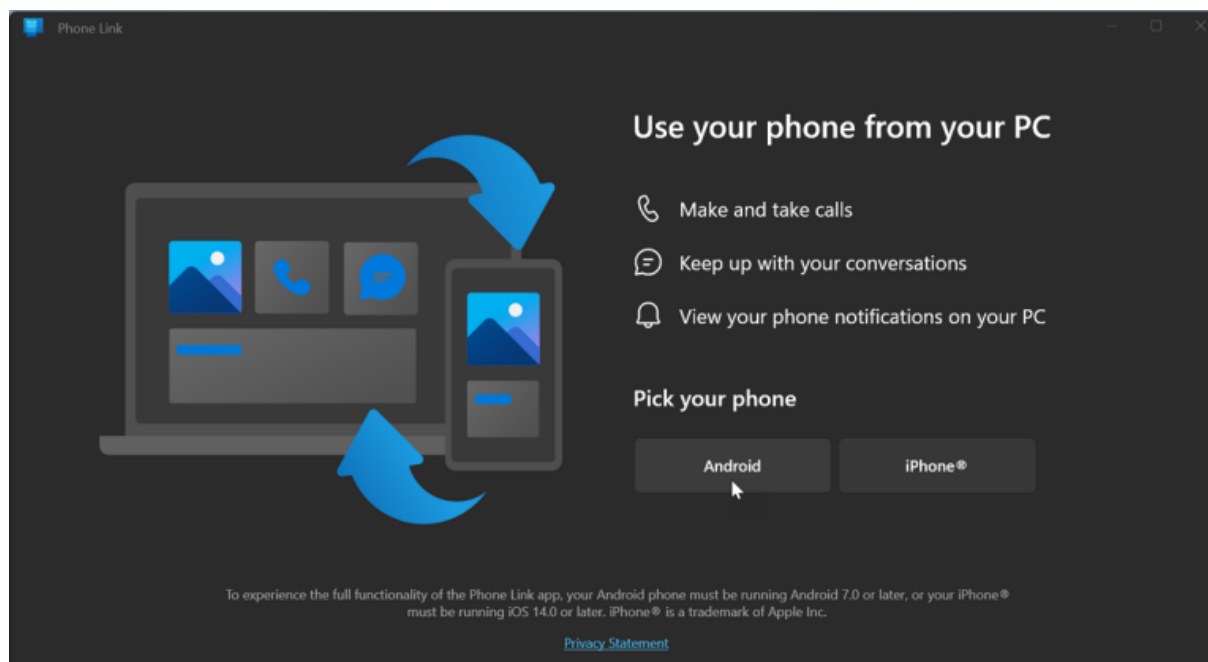 Phone Link
Use your phone from your PC
Make and take calls
Keep up with your conversations
View your phone notifications on your PC
Pick your phone
Android
iPhone®
To experience the full functionality of the Phone Link app, your Android phone must be running Android 7.0 or later, or your iPhone®
must be running iOS 14.0 or later. iPhone® is a trademark of Apple Inc.
Privacy Statement